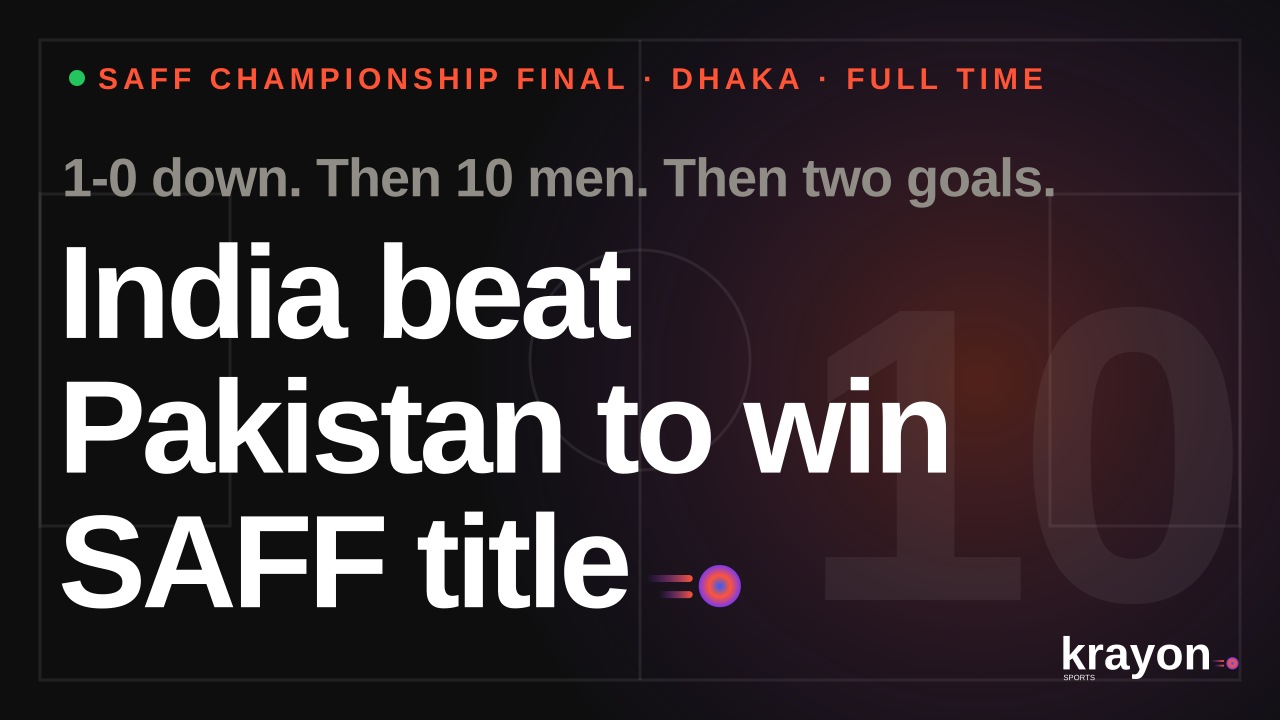 SAFF CHAMPIONSHIP FINAL · DHAKA · FULL TIME
1-0 down. Then 10 men. Then two goals.
India beat
Pakistan to win
SAFF title
10
krayon
SPORTS